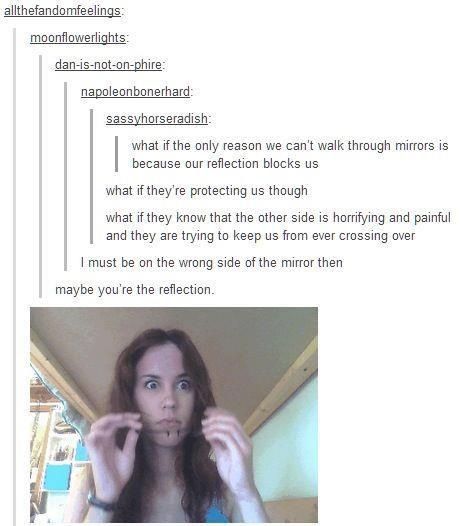 allthefandomfeelings:
moonflowerlights:
dan-is-not-on-phire:
napoleonbonerhard:
sassyhorseradish:
what if the only reason we can't walk through mirrors is
because our reflection blocks us
what if they're protecting us though
what if they know that the other side is horrifying and painful
and they are trying to keep us from ever crossing over
I must be on the wrong side of the mirror then
maybe you're the reflection.